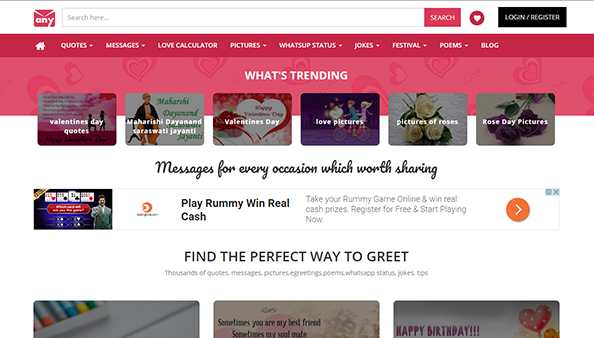 any
Search here...
SEARCH
LOGIN / REGISTER
QUOTES
MESSAGES
LOVE CALCULATOR
PICTURES
WHATSUP STATUS
JOKES
FESTIVAL
POEMS
BLOG
WHAT'S TRENDING
valentines day
quotes
Maharishi Dayanand
saraswati Jayanti
Valentines Day
love pictures
pictures of roses
Rose Day Pictures
Messages for every occasion which worth sharing
Play Rummy Win Real
Cash
Take your Rummy Game Online & win real
cash prizes. Register for Free & Start Playing
Now.
FIND THE PERFECT WAY TO GREET
Thousands of quotes, messages, pictures,egreetings,poems,whatsapp status, jokes, tips
Sometimes you are my best friend
Sometimes my soul mate
HAPPY BIRTHDAY!!!